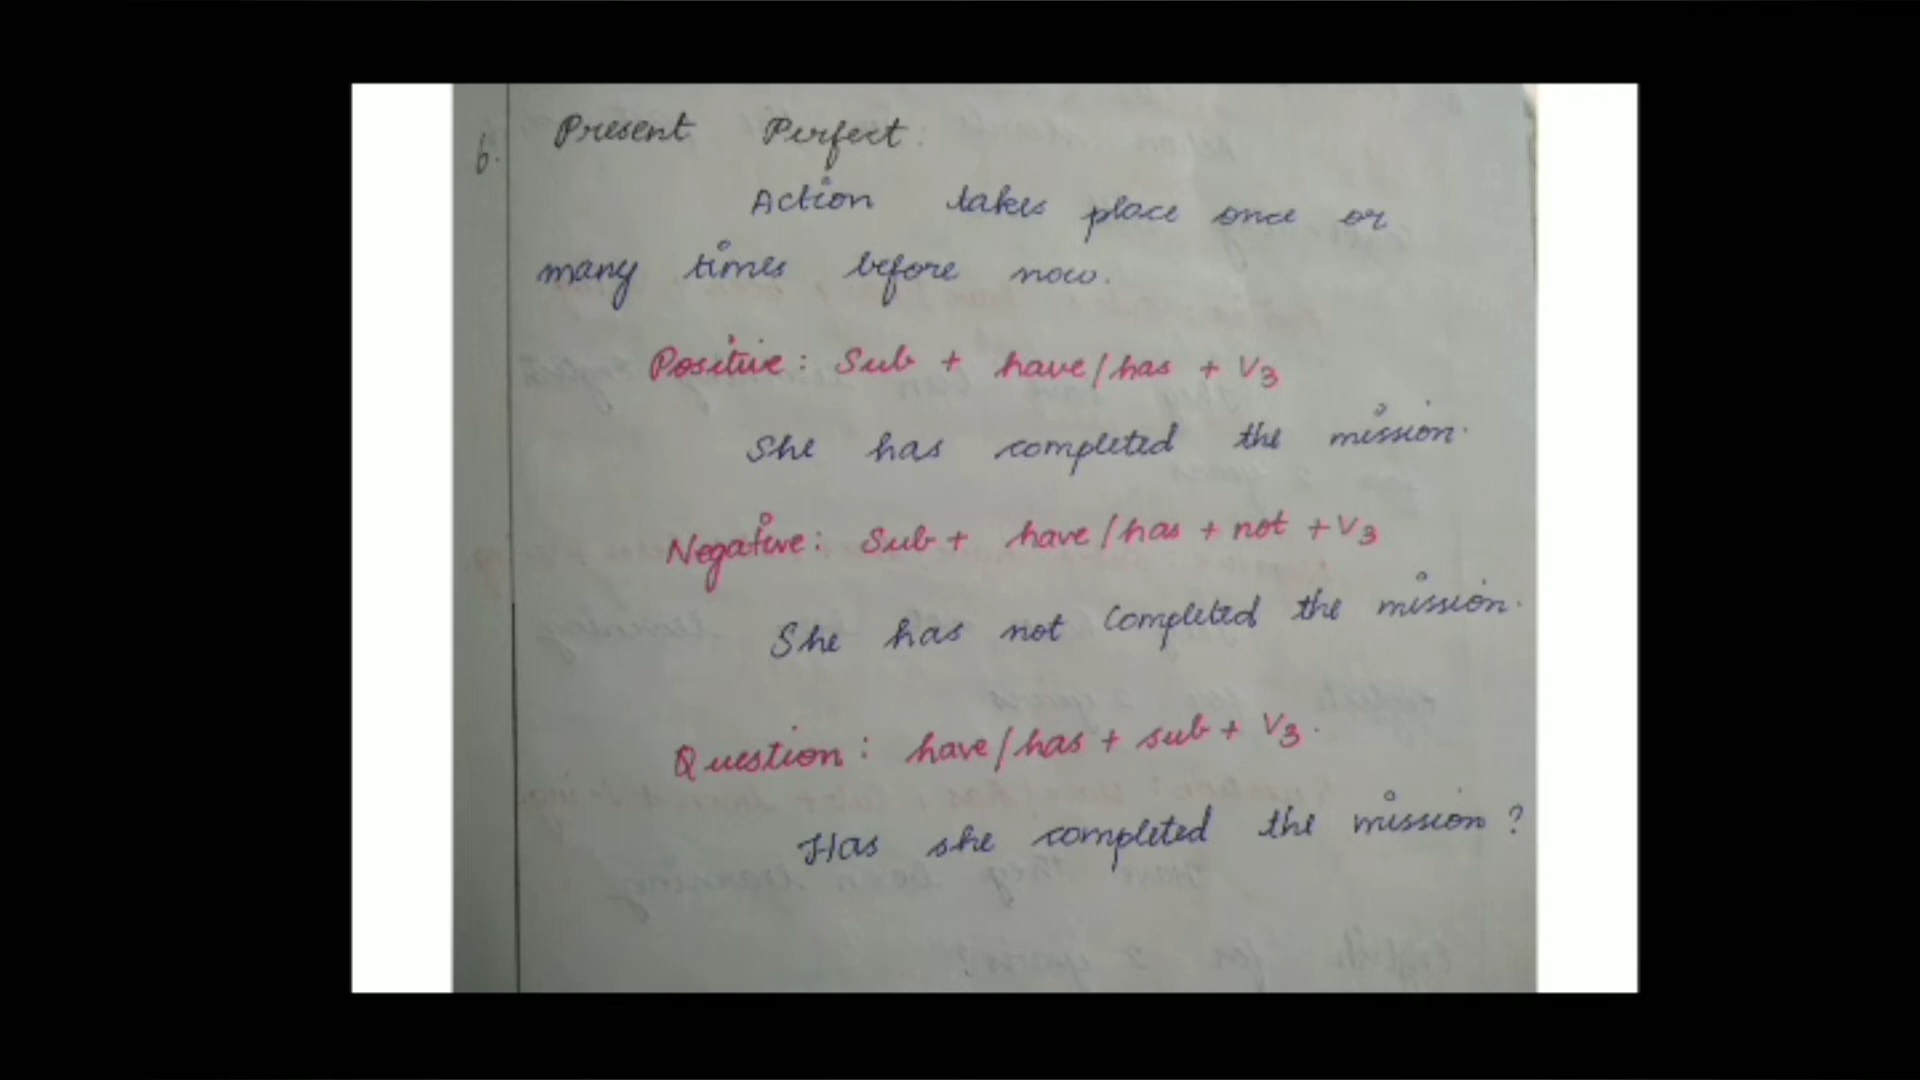 6. Present Perfect:
Action takes place once or
many times before now.
Positive: Sub + have/has + V3
She has completed the mission.
Negative: Sub + have/has + not + V3
She has not completed the mission.
Question: have/has + sub + V3.
Has she completed the mission?